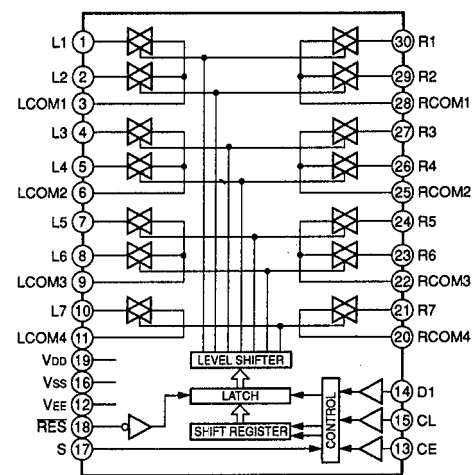 L1 1 30 R1
L2 2 29 R2
LCOM1 3 28 RCOM1
L3 4 27 R3
L4 5 26 R4
LCOM2 6 25 RCOM2
L5 7 24 R5
L6 8 23 R6
LCOM3 9 22 RCOM3
L7 10 21 R7
LCOM4 11 20 RCOM4
VDD 19
LEVEL SHIFTER
VSS 16
VEE 12
LATCH
CONTROL
14 D1
RES 18
SHIFT REGISTER
15 CL
S 17
13 CE